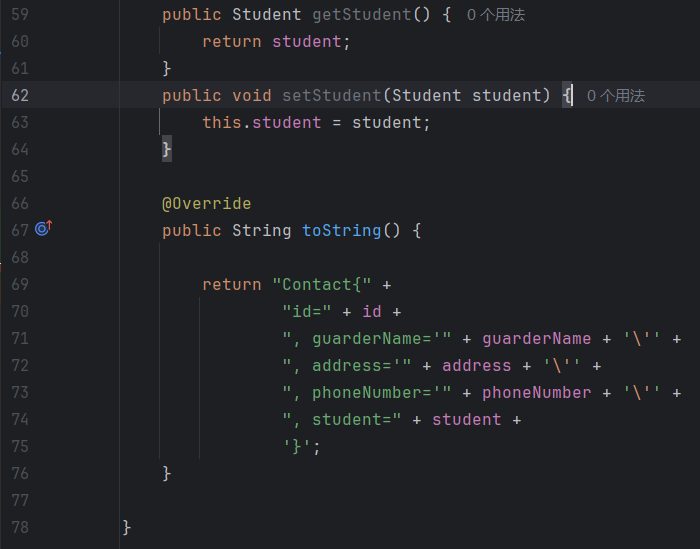 59 public Student getStudent() { 0 个用法
60 return student;
61 }
62 public void setStudent(Student student) { 0 个用法
63 this.student = student;
64 }
65
66 @Override
67 public String toString() {
68
69 return "Contact{" +
70 "id=" + id +
71 ", guarderName='" + guarderName + '\'' +
72 ", address='" + address + '\'' +
73 ", phoneNumber='" + phoneNumber + '\'' +
74 ", student=" + student +
75 '}';
76 }
77
78 }